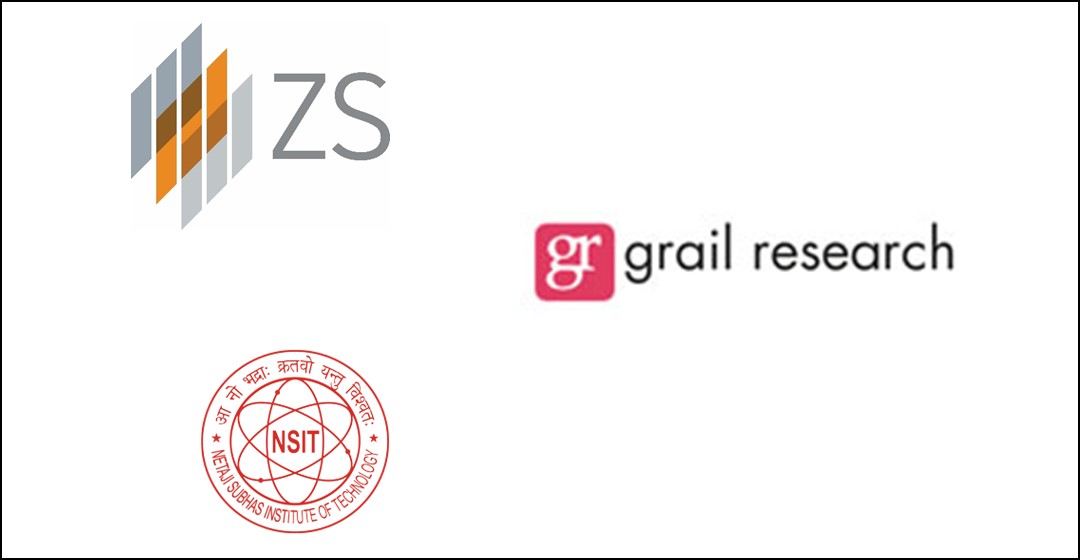 ZS
gr grail research
आ नो भद्राः क्रतवो यन्तु विश्वतः
NSIT
NETAJI SUBHAS INSTITUTE OF TECHNOLOGY